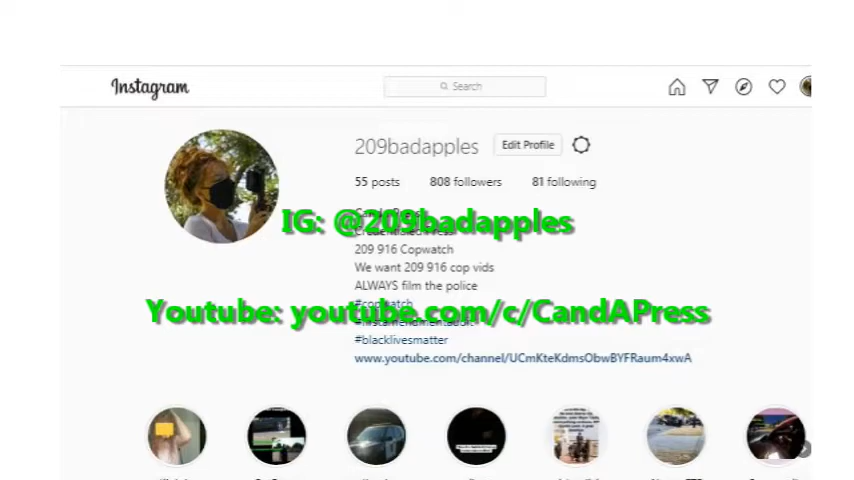 Instagram
Search
209badapples Edit Profile
55 posts 808 followers 81 following
IG: @209badapples
209 916 Copwatch
We want 209 916 cop vids
ALWAYS film the police
#copwatch
Youtube: youtube.com/c/CandAPress
#blacklivesmatter
www.youtube.com/channel/UCmKteKdmsObwBYFRaum4xwA